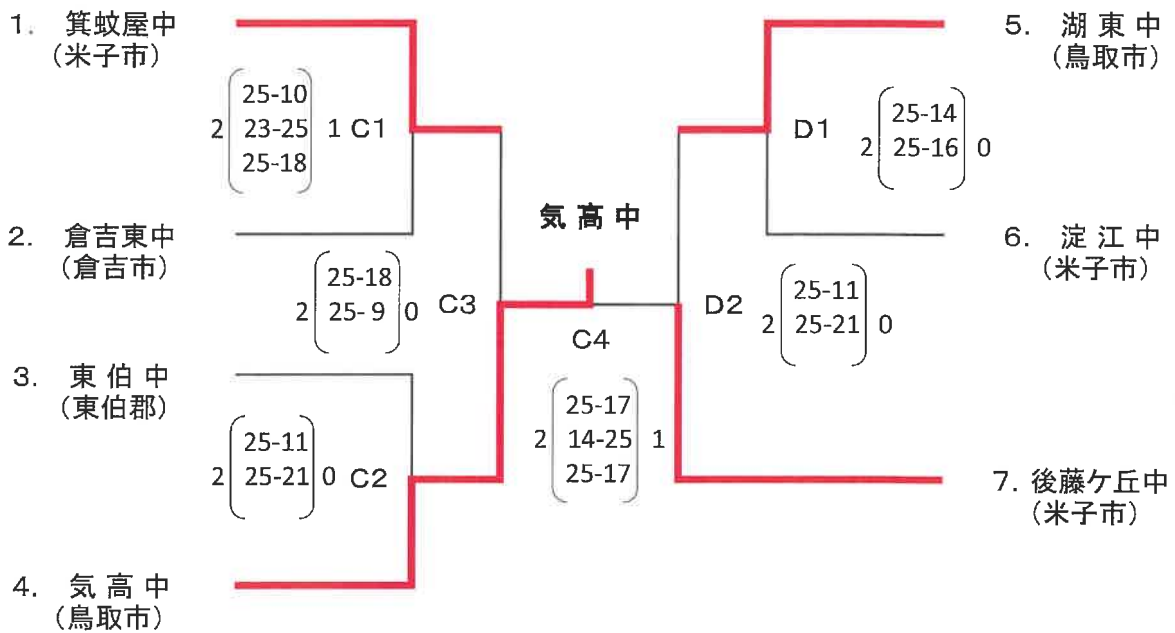 1. 箕蚊屋中
(米子市)
25-10
2 23-25 1 C1
25-18
2. 倉吉東中
(倉吉市)
25-18
2 25- 9 0 C3
3. 東伯中
(東伯郡)
25-11
2 25-21 0 C2
4. 気高中
(鳥取市)
気高中
C4
25-17
2 14-25 1
25-17
5. 湖東中
(鳥取市)
D1
25-14
2 25-16 0
6. 淀江中
(米子市)
D2
25-11
2 25-21 0
7. 後藤ケ丘中
(米子市)